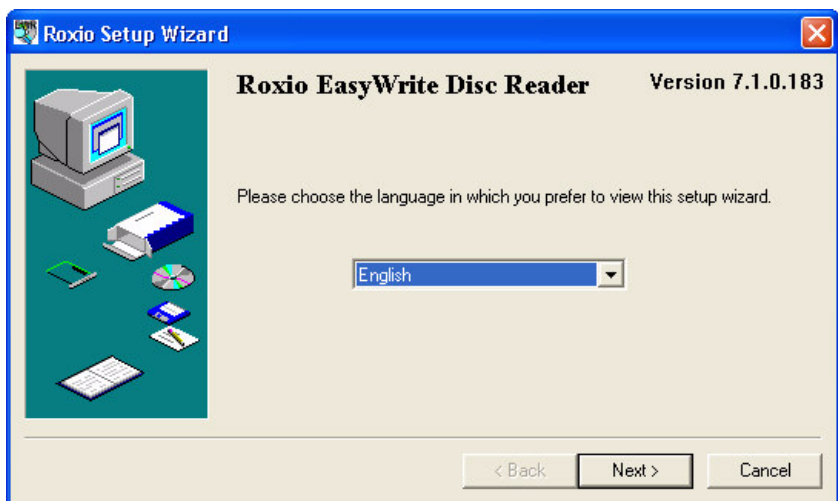 Roxio Setup Wizard
Roxio EasyWrite Disc Reader Version 7.1.0.183
Please choose the language in which you prefer to view this setup wizard.
English
< Back Next > Cancel